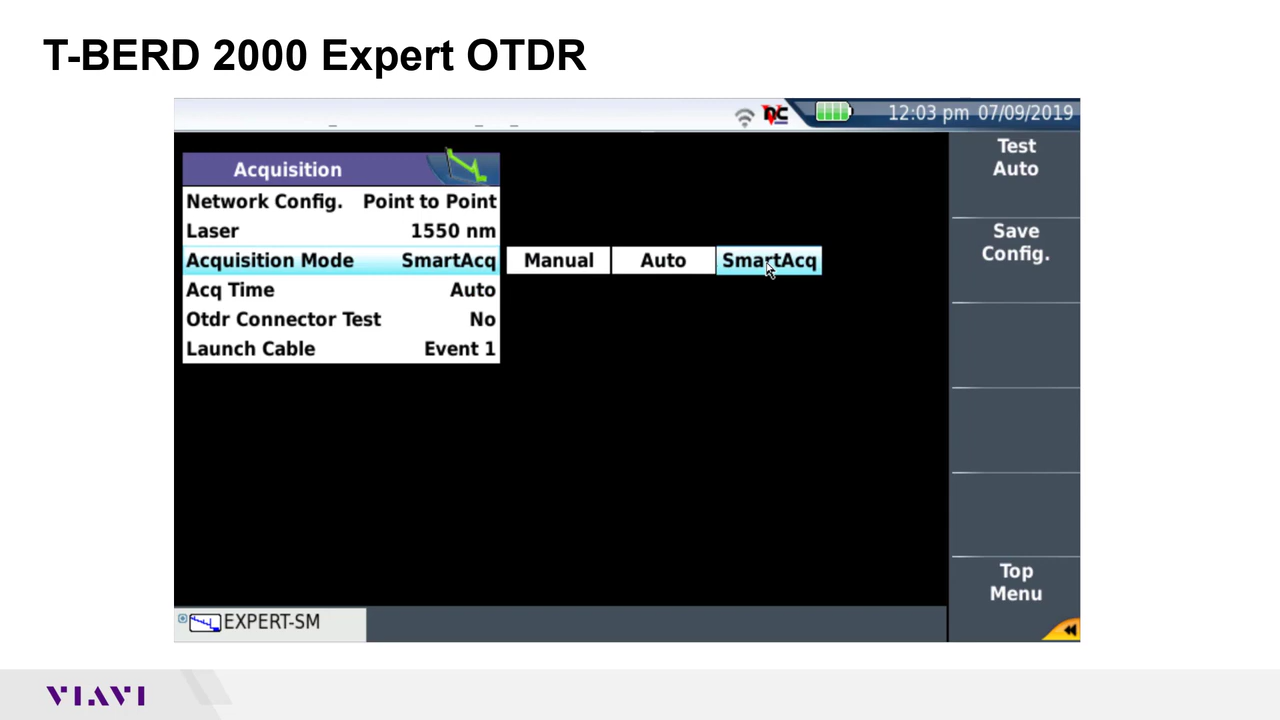 T-BERD 2000 Expert OTDR
12:03 pm 07/09/2019
Acquisition
Network Config. Point to Point
Laser 1550 nm
Acquisition Mode SmartAcq Manual Auto SmartAcq
Acq Time Auto
Otdr Connector Test No
Launch Cable Event 1
Test
Auto
Save
Config.
Top
Menu
EXPERT-SM
VIAVI